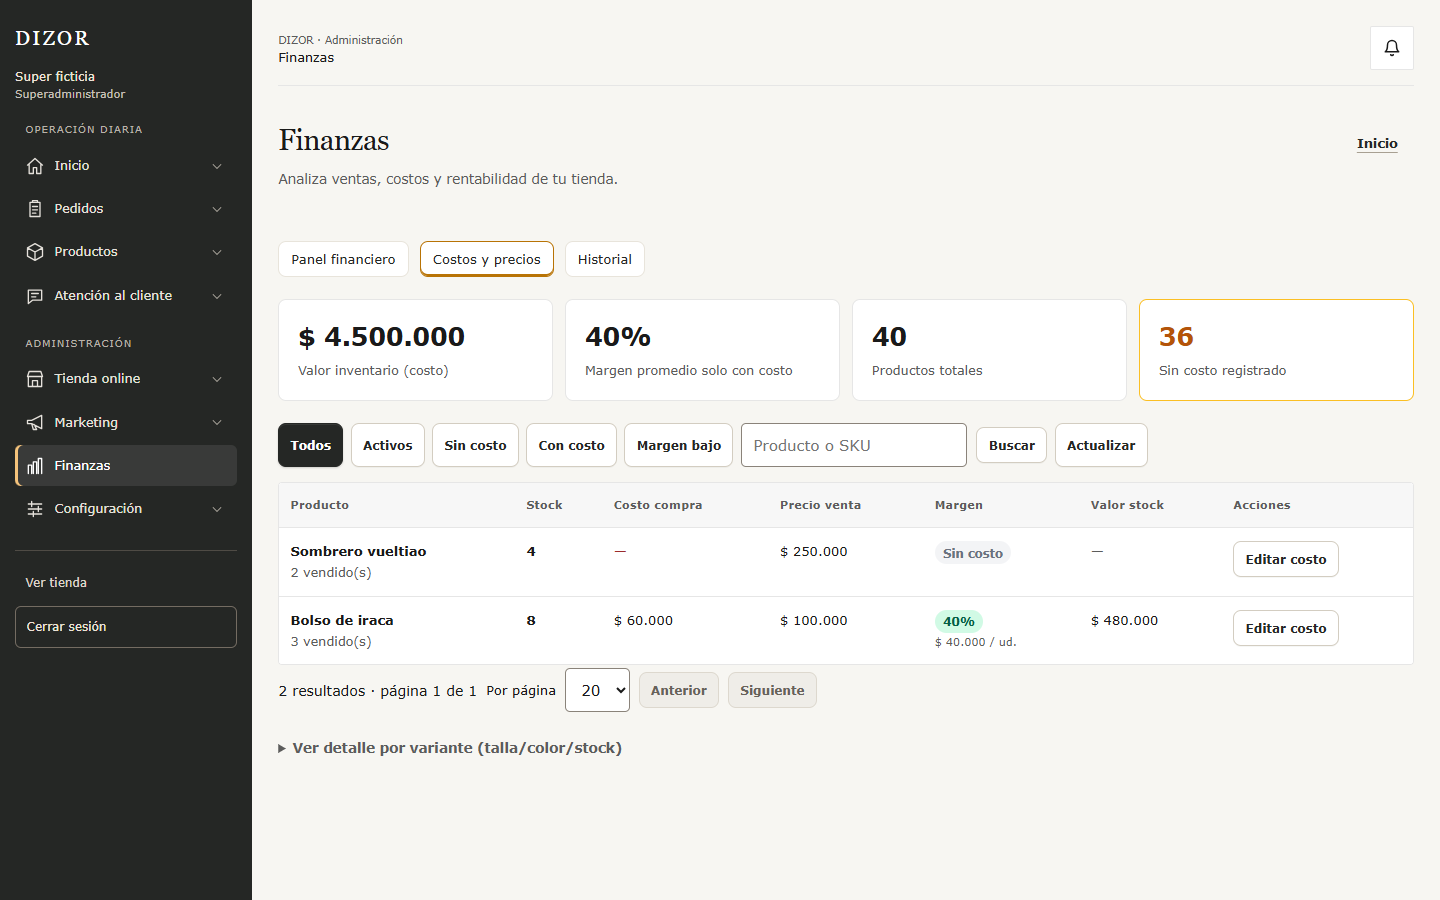 DIZOR
Super ficticia
Superadministrador
OPERACIÓN DIARIA
Inicio
Pedidos
Productos
Atención al cliente
ADMINISTRACIÓN
Tienda online
Marketing
Finanzas
Configuración
Ver tienda
Cerrar sesión
DIZOR · Administración
Finanzas
Finanzas
Inicio
Analiza ventas, costos y rentabilidad de tu tienda.
Panel financiero
Costos y precios
Historial
$ 4.500.000
Valor inventario (costo)
40%
Margen promedio solo con costo
40
Productos totales
36
Sin costo registrado
Todos
Activos
Sin costo
Con costo
Margen bajo
Producto o SKU
Buscar
Actualizar
Producto Stock Costo compra Precio venta Margen Valor stock Acciones
Sombrero vueltiao 4 — $ 250.000 Sin costo — Editar costo
2 vendido(s)
Bolso de iraca 8 $ 60.000 $ 100.000 40% $ 480.000 Editar costo
3 vendido(s) $ 40.000 / ud.
2 resultados · página 1 de 1 Por página 20 Anterior Siguiente
Ver detalle por variante (talla/color/stock)